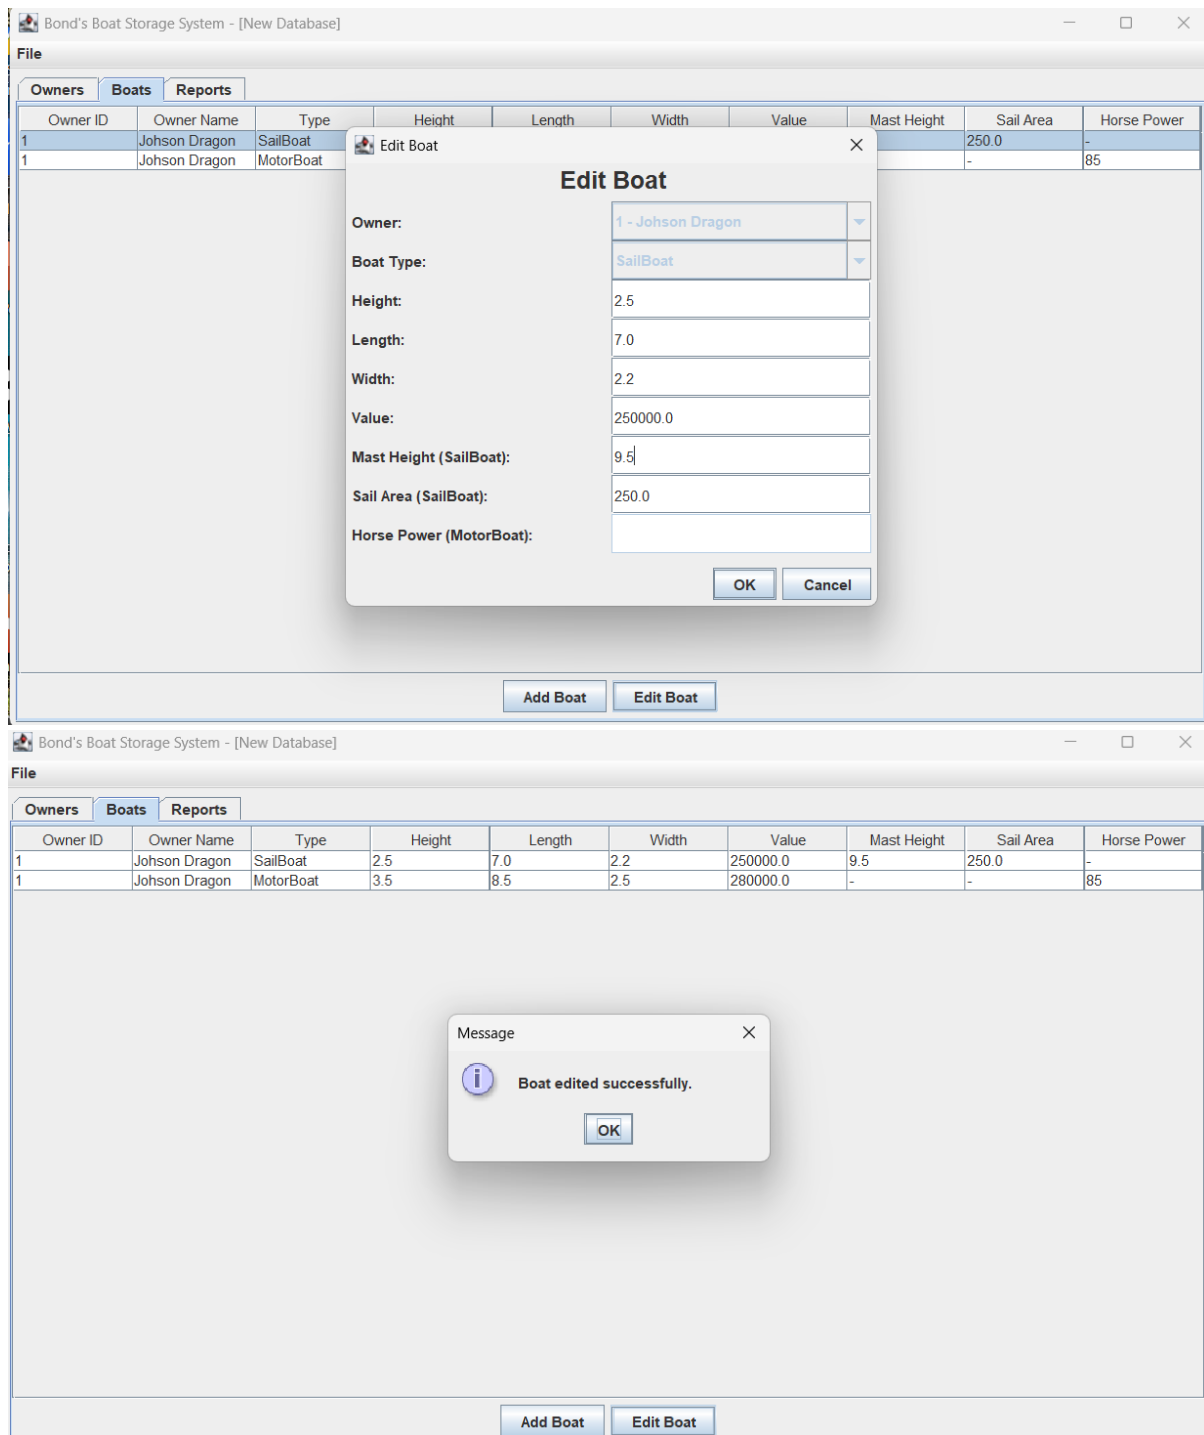 Bond's Boat Storage System - [New Database]
File
Owners Boats Reports
Owner ID Owner Name Type Height Length Width Value Mast Height Sail Area Horse Power
1 Johson Dragon SailBoat 250.0 -
1 Johson Dragon MotorBoat - 85
Edit Boat
Edit Boat
Owner: 1 - Johson Dragon
Boat Type: SailBoat
Height: 2.5
Length: 7.0
Width: 2.2
Value: 250000.0
Mast Height (SailBoat): 9.5
Sail Area (SailBoat): 250.0
Horse Power (MotorBoat):
OK Cancel
Add Boat Edit Boat
Bond's Boat Storage System - [New Database]
File
Owners Boats Reports
Owner ID Owner Name Type Height Length Width Value Mast Height Sail Area Horse Power
1 Johson Dragon SailBoat 2.5 7.0 2.2 250000.0 9.5 250.0 -
1 Johson Dragon MotorBoat 3.5 8.5 2.5 280000.0 - - 85
Message
i Boat edited successfully.
OK
Add Boat Edit Boat